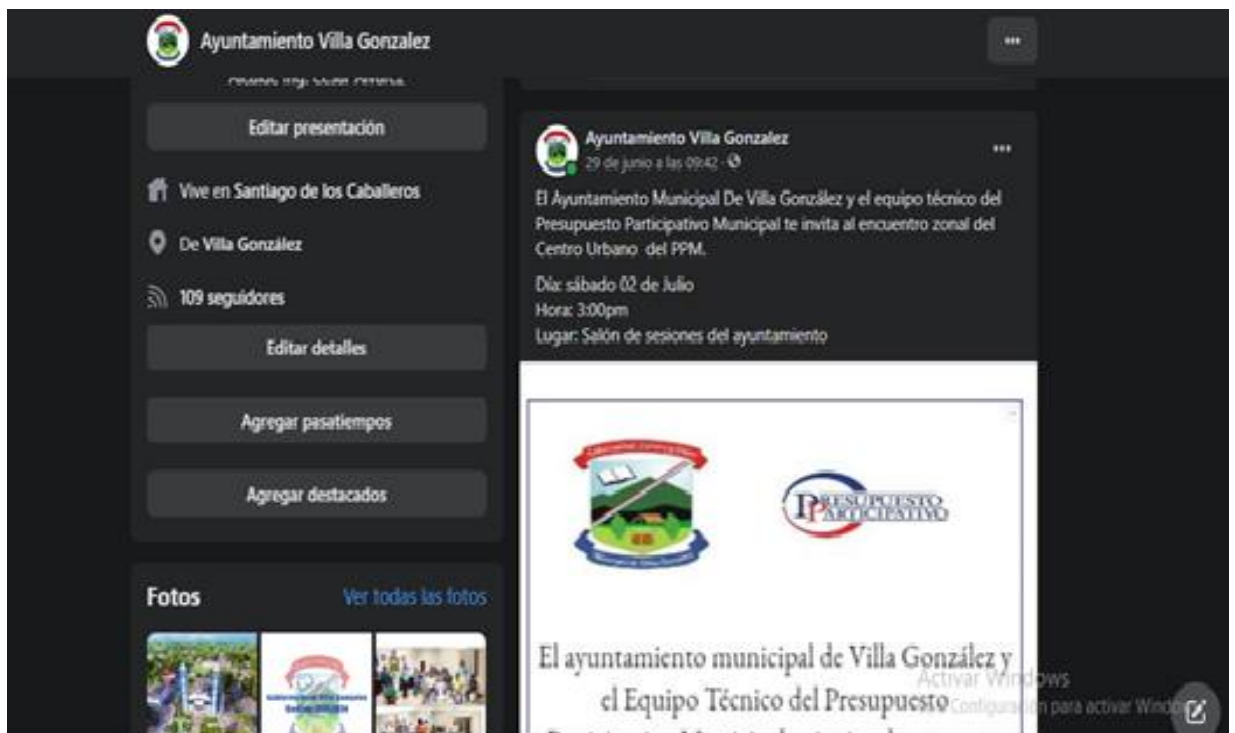 Ayuntamiento Villa Gonzalez
...
Editar presentación
Vive en Santiago de los Caballeros
De Villa González
109 seguidores
Editar detalles
Agregar pasatiempos
Agregar destacados
Fotos
Ver todas las fotos
Ayuntamiento Villa Gonzalez
...
29 de junio a las 09:42 ·
El Ayuntamiento Municipal De Villa González y el equipo técnico del
Presupuesto Participativo Municipal te invita al encuentro zonal del
Centro Urbano del PPM.
Día: sábado 02 de Julio
Hora: 3:00pm
Lugar: Salón de sesiones del ayuntamiento
PRESUPUESTO
PARTICIPATIVO
El ayuntamiento municipal de Villa González y
el Equipo Técnico del Presupuesto
Activar Windows
Configuración para activar Windo